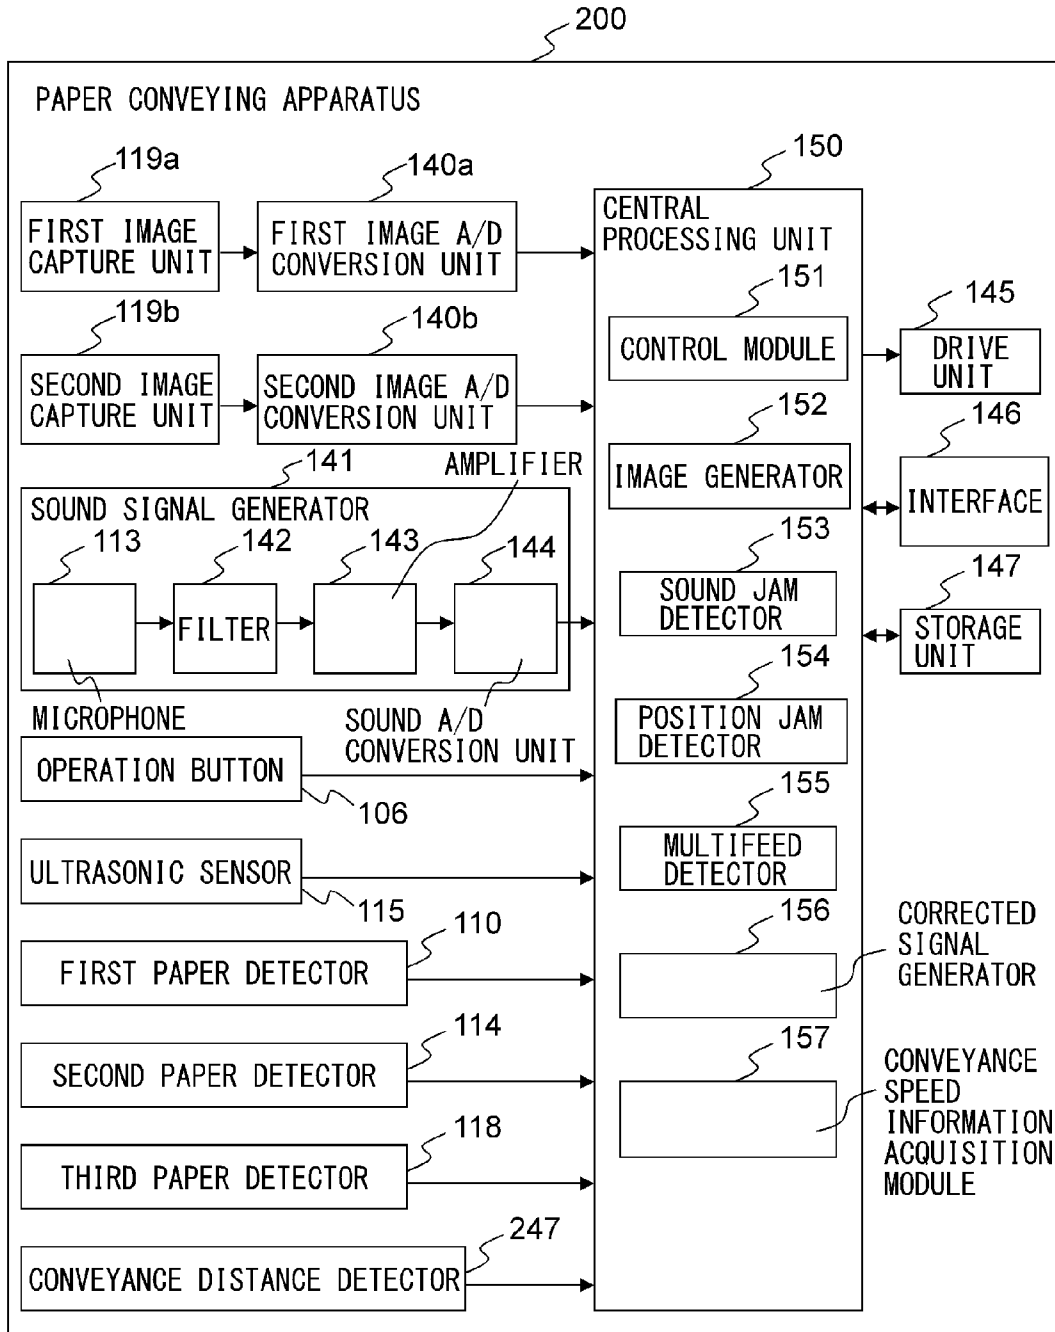 200
PAPER CONVEYING APPARATUS
119a
140a
150
FIRST IMAGE
CAPTURE UNIT
FIRST IMAGE A/D
CONVERSION UNIT
CENTRAL
PROCESSING UNIT
151
145
119b
140b
CONTROL MODULE
DRIVE
UNIT
SECOND IMAGE
CAPTURE UNIT
SECOND IMAGE A/D
CONVERSION UNIT
152
146
141
AMPLIFIER
IMAGE GENERATOR
INTERFACE
SOUND SIGNAL GENERATOR
113
142
143
144
153
147
FILTER
SOUND JAM
DETECTOR
STORAGE
UNIT
MICROPHONE
SOUND A/D
CONVERSION UNIT
154
POSITION JAM
DETECTOR
OPERATION BUTTON
106
155
ULTRASONIC SENSOR
115
MULTIFEED
DETECTOR
110
156
CORRECTED
SIGNAL
GENERATOR
FIRST PAPER DETECTOR
114
157
SECOND PAPER DETECTOR
CONVEYANCE
SPEED
INFORMATION
ACQUISITION
MODULE
118
THIRD PAPER DETECTOR
247
CONVEYANCE DISTANCE DETECTOR